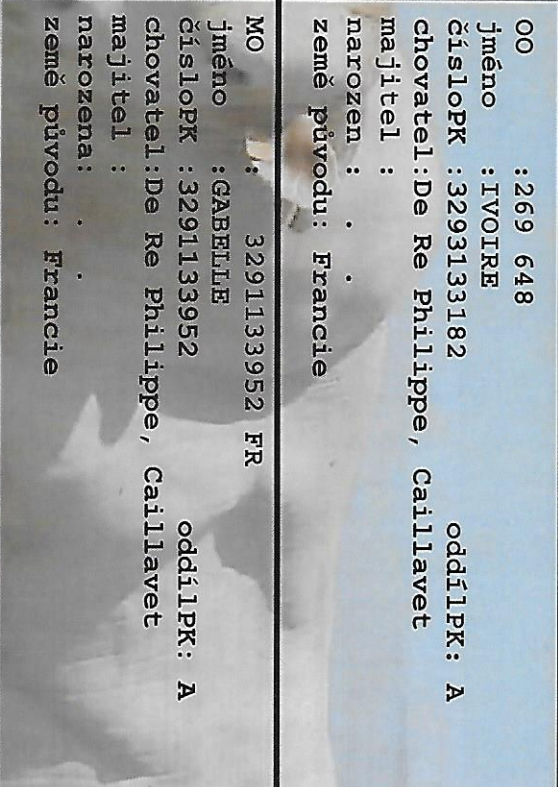 OO :269 648
jméno :IVOIRE
čísloPK :3293133182 oddílPK: A
chovatel:De Re Philippe, Caillavet
majitel :
narozen : . .
země původu: Francie
MO : 3291133952 FR
jméno :GABELLE
čísloPK :3291133952 oddílPK: A
chovatel:De Re Philippe, Caillavet
majitel :
narozena: . .
země původu: Francie